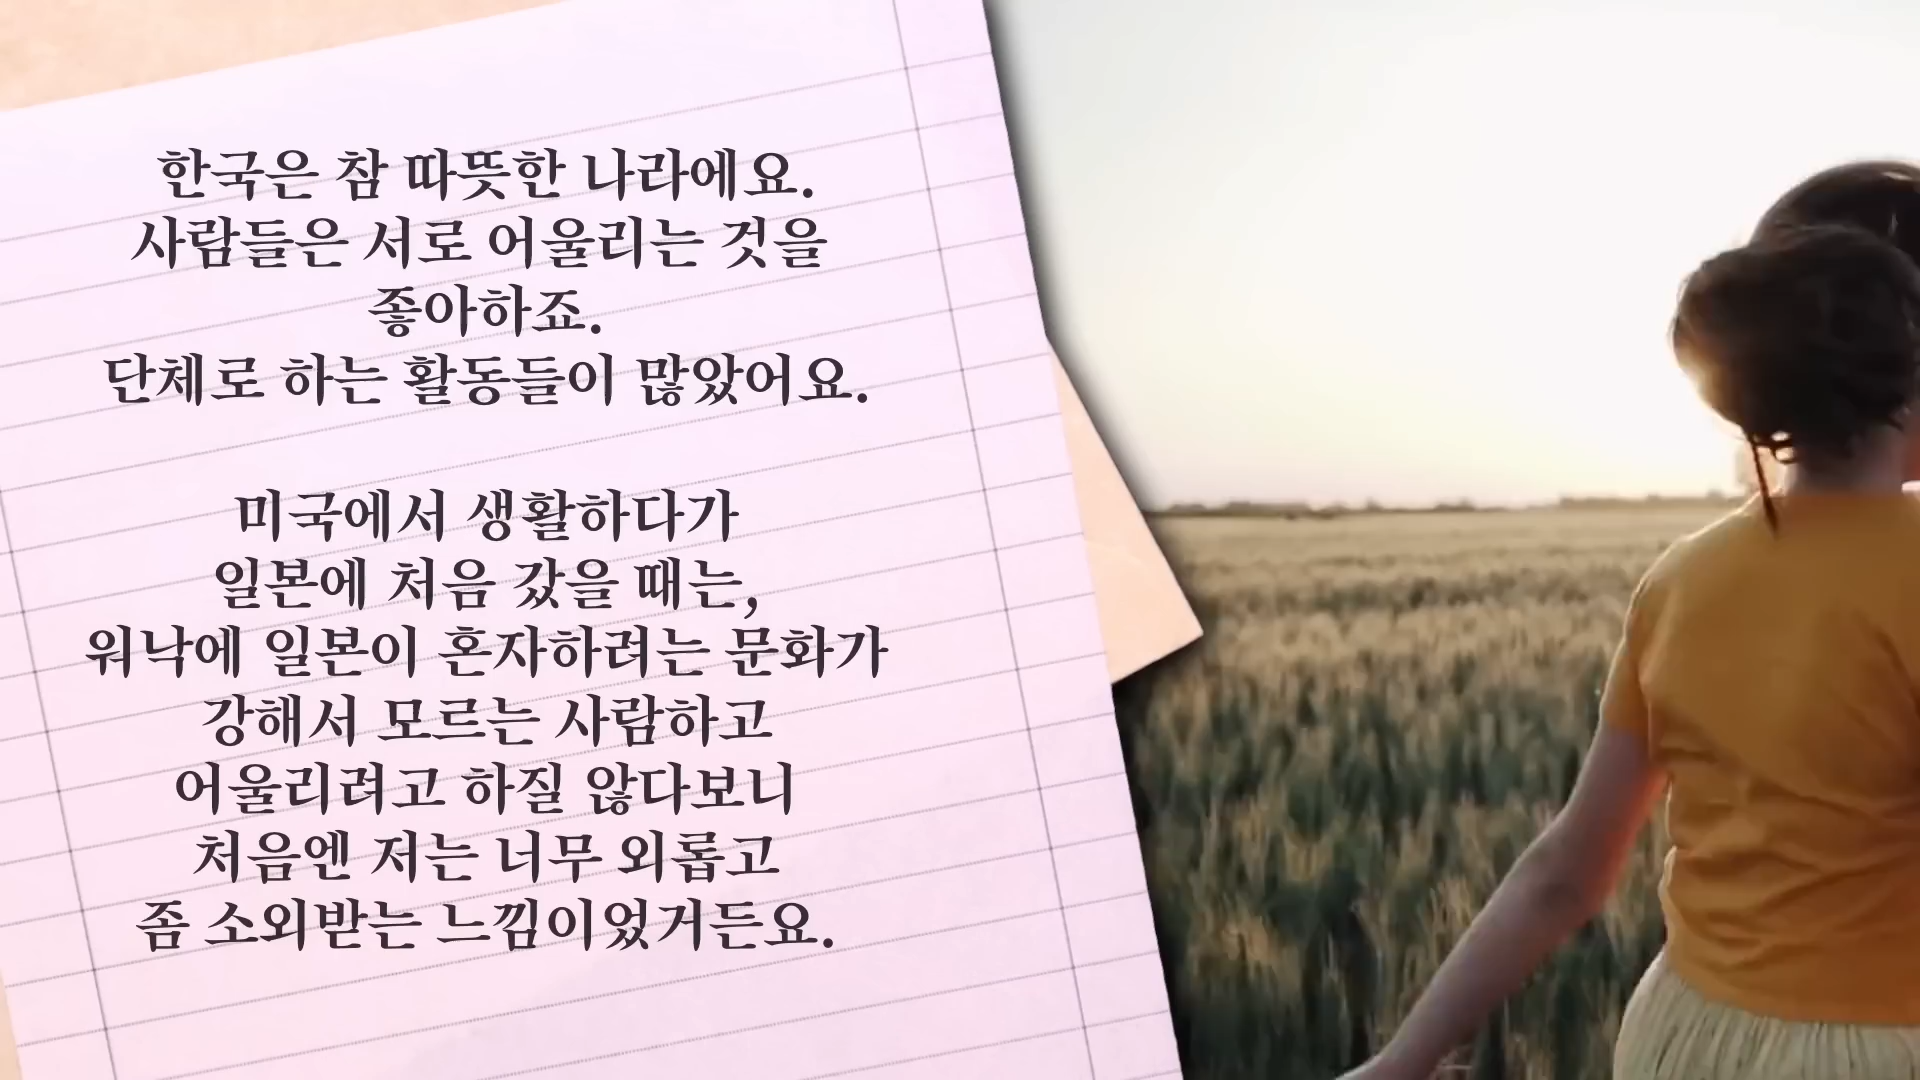 한국은 참 따뜻한 나라에요.
사람들은 서로 어울리는 것을
좋아하죠.
단체로 하는 활동들이 많았어요.
미국에서 생활하다가
일본에 처음 갔을 때는,
워낙에 일본이 혼자하려는 문화가
강해서 모르는 사람하고
어울리려고 하질 않다보니
처음엔 저는 너무 외롭고
좀 소외받는 느낌이었거든요.